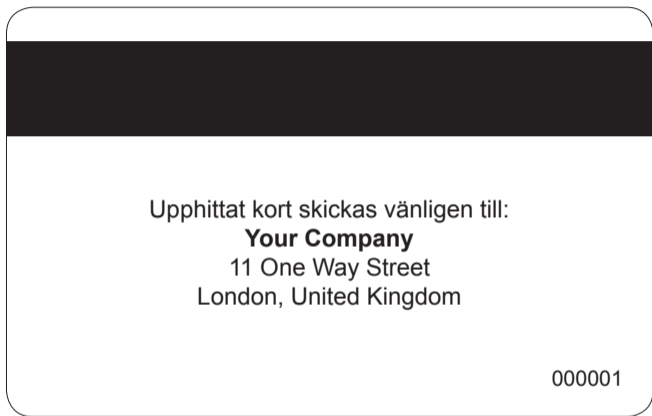 Upphittat kort skickas vänligen till:
Your Company
11 One Way Street
London, United Kingdom
000001